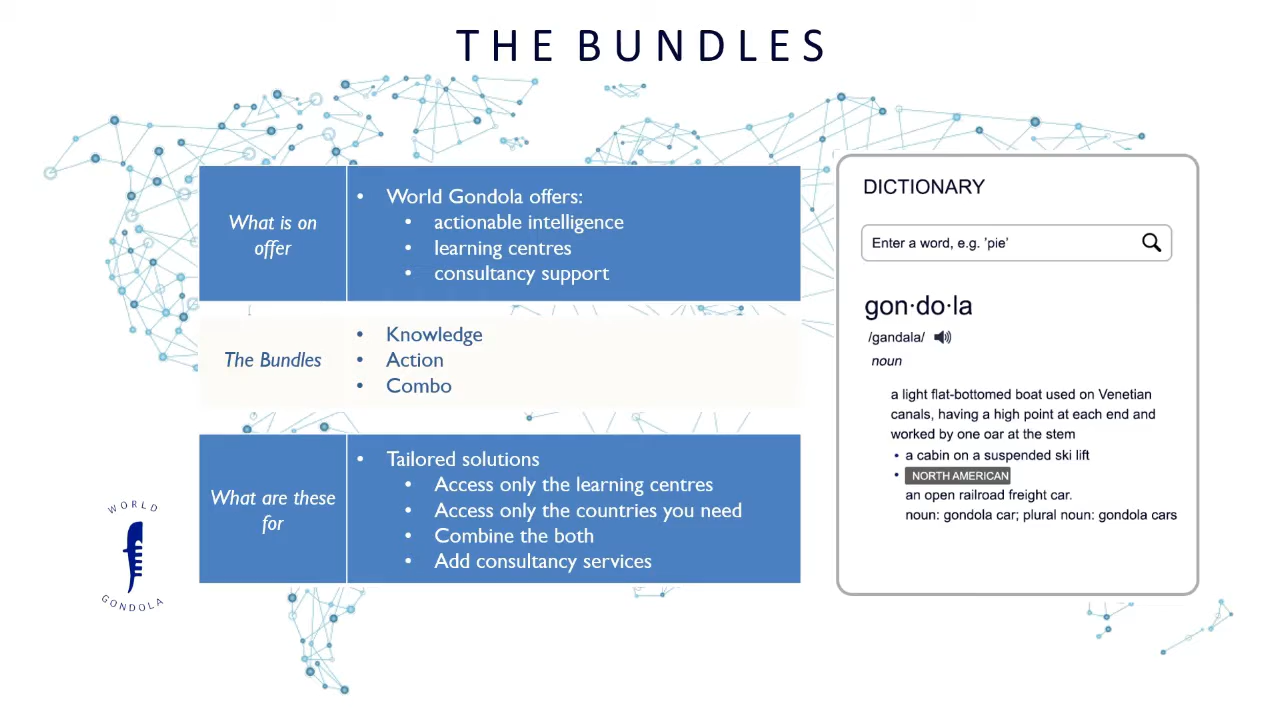 THE BUNDLES
What is on
offer
• World Gondola offers:
• actionable intelligence
• learning centres
• consultancy support
The Bundles
• Knowledge
• Action
• Combo
What are these
for
• Tailored solutions
• Access only the learning centres
• Access only the countries you need
• Combine the both
• Add consultancy services
WORLD
GONDOLA
DICTIONARY
Enter a word, e.g. 'pie'
gon·do·la
/gandala/
noun
a light flat-bottomed boat used on Venetian
canals, having a high point at each end and
worked by one oar at the stem
• a cabin on a suspended ski lift
• NORTH AMERICAN
an open railroad freight car.
noun: gondola car; plural noun: gondola cars